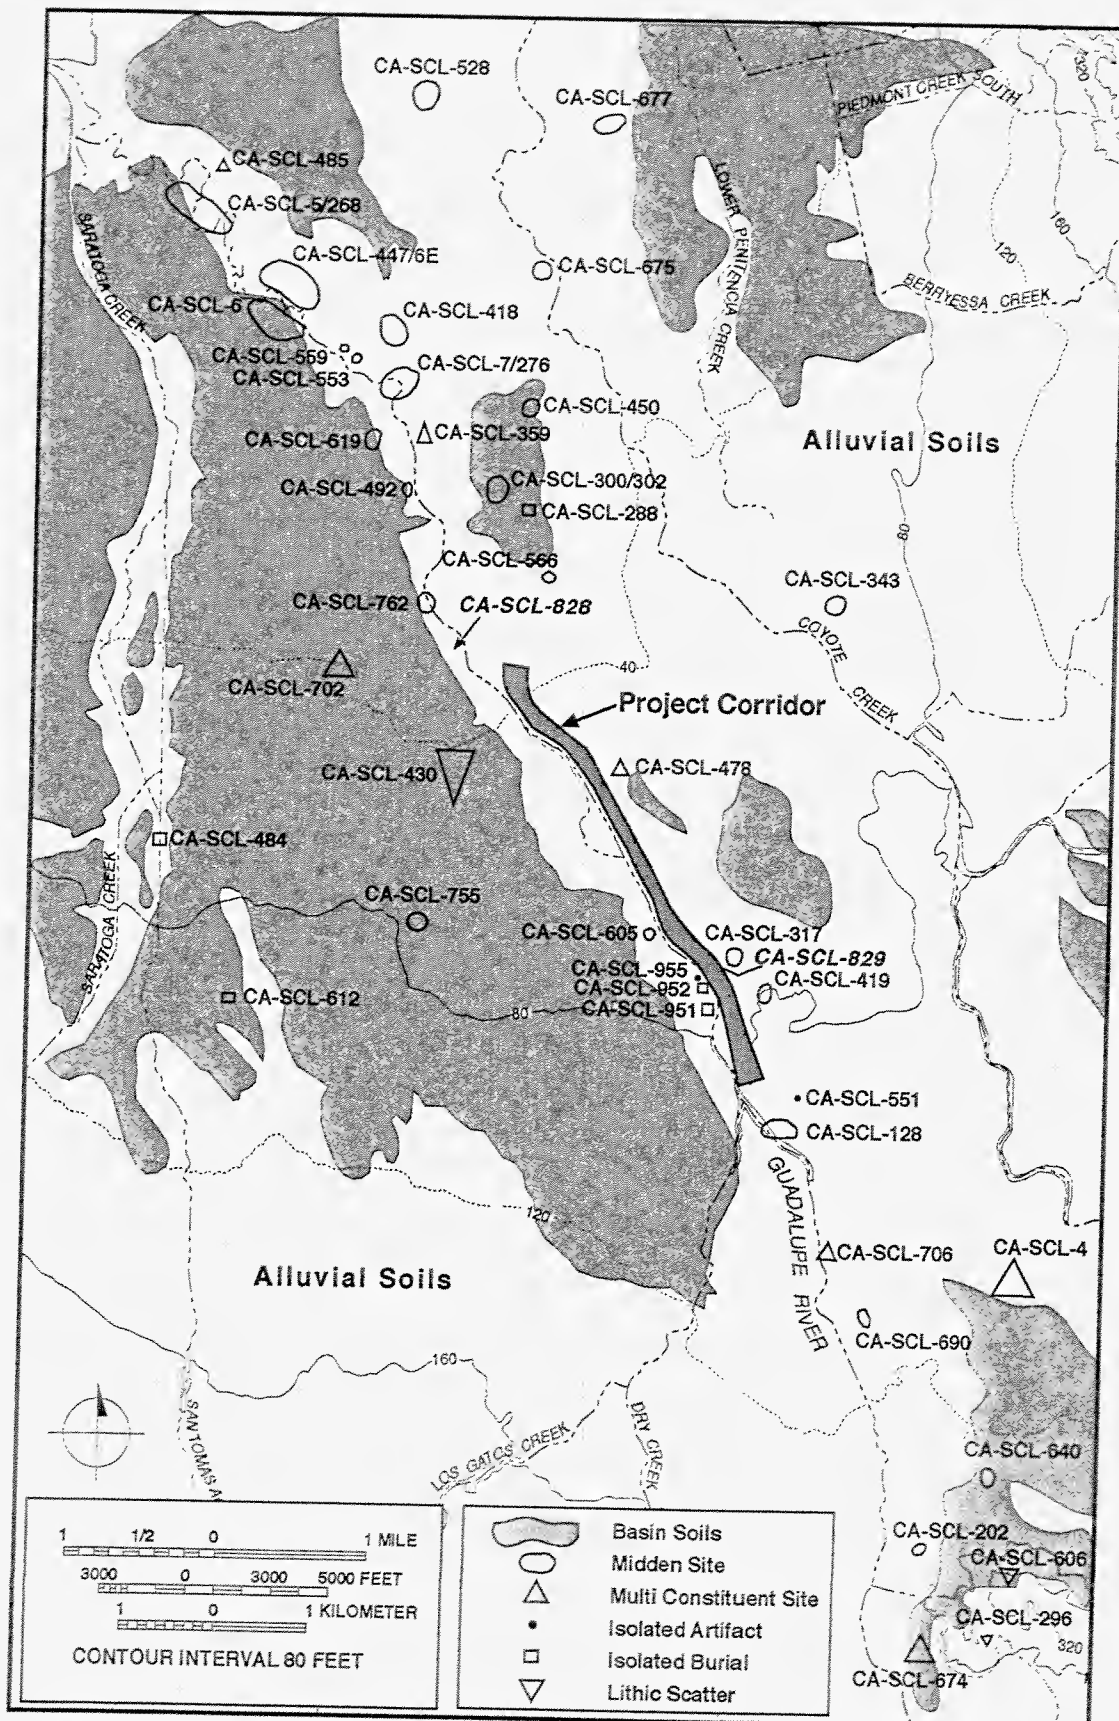 CA-SCL-528
CA-SCL-677
320
PIEDMONT CREEK SOUTH
CA-SCL-485
CA-SCL-5/268
LOWER PENITENCIA CREEK
160
SARATOGA CREEK
CA-SCL-447/6E
CA-SCL-675
120
BERRYESSA CREEK
CA-SCL-6
CA-SCL-418
CA-SCL-559
CA-SCL-553
CA-SCL-7/276
CA-SCL-450
CA-SCL-619
CA-SCL-359
Alluvial Soils
CA-SCL-492
CA-SCL-300/302
CA-SCL-288
80
CA-SCL-566
CA-SCL-343
CA-SCL-762
CA-SCL-828
COYOTE CREEK
40
CA-SCL-702
Project Corridor
CA-SCL-430
CA-SCL-478
CA-SCL-484
SARATOGA CREEK
CA-SCL-755
CA-SCL-605
CA-SCL-317
CA-SCL-829
CA-SCL-955
CA-SCL-952
CA-SCL-419
CA-SCL-612
80
CA-SCL-951
CA-SCL-551
CA-SCL-128
GUADALUPE RIVER
120
CA-SCL-706
CA-SCL-4
Alluvial Soils
CA-SCL-690
160
SAN TOMAS A
LOS GATOS CREEK
DRY CREEK
CA-SCL-640
CA-SCL-202
CA-SCL-606
CA-SCL-296
320
CA-SCL-674
1 1/2 0 1 MILE
3000 0 3000 5000 FEET
1 0 1 KILOMETER
CONTOUR INTERVAL 80 FEET
Basin Soils
Midden Site
Multi Constituent Site
Isolated Artifact
Isolated Burial
Lithic Scatter